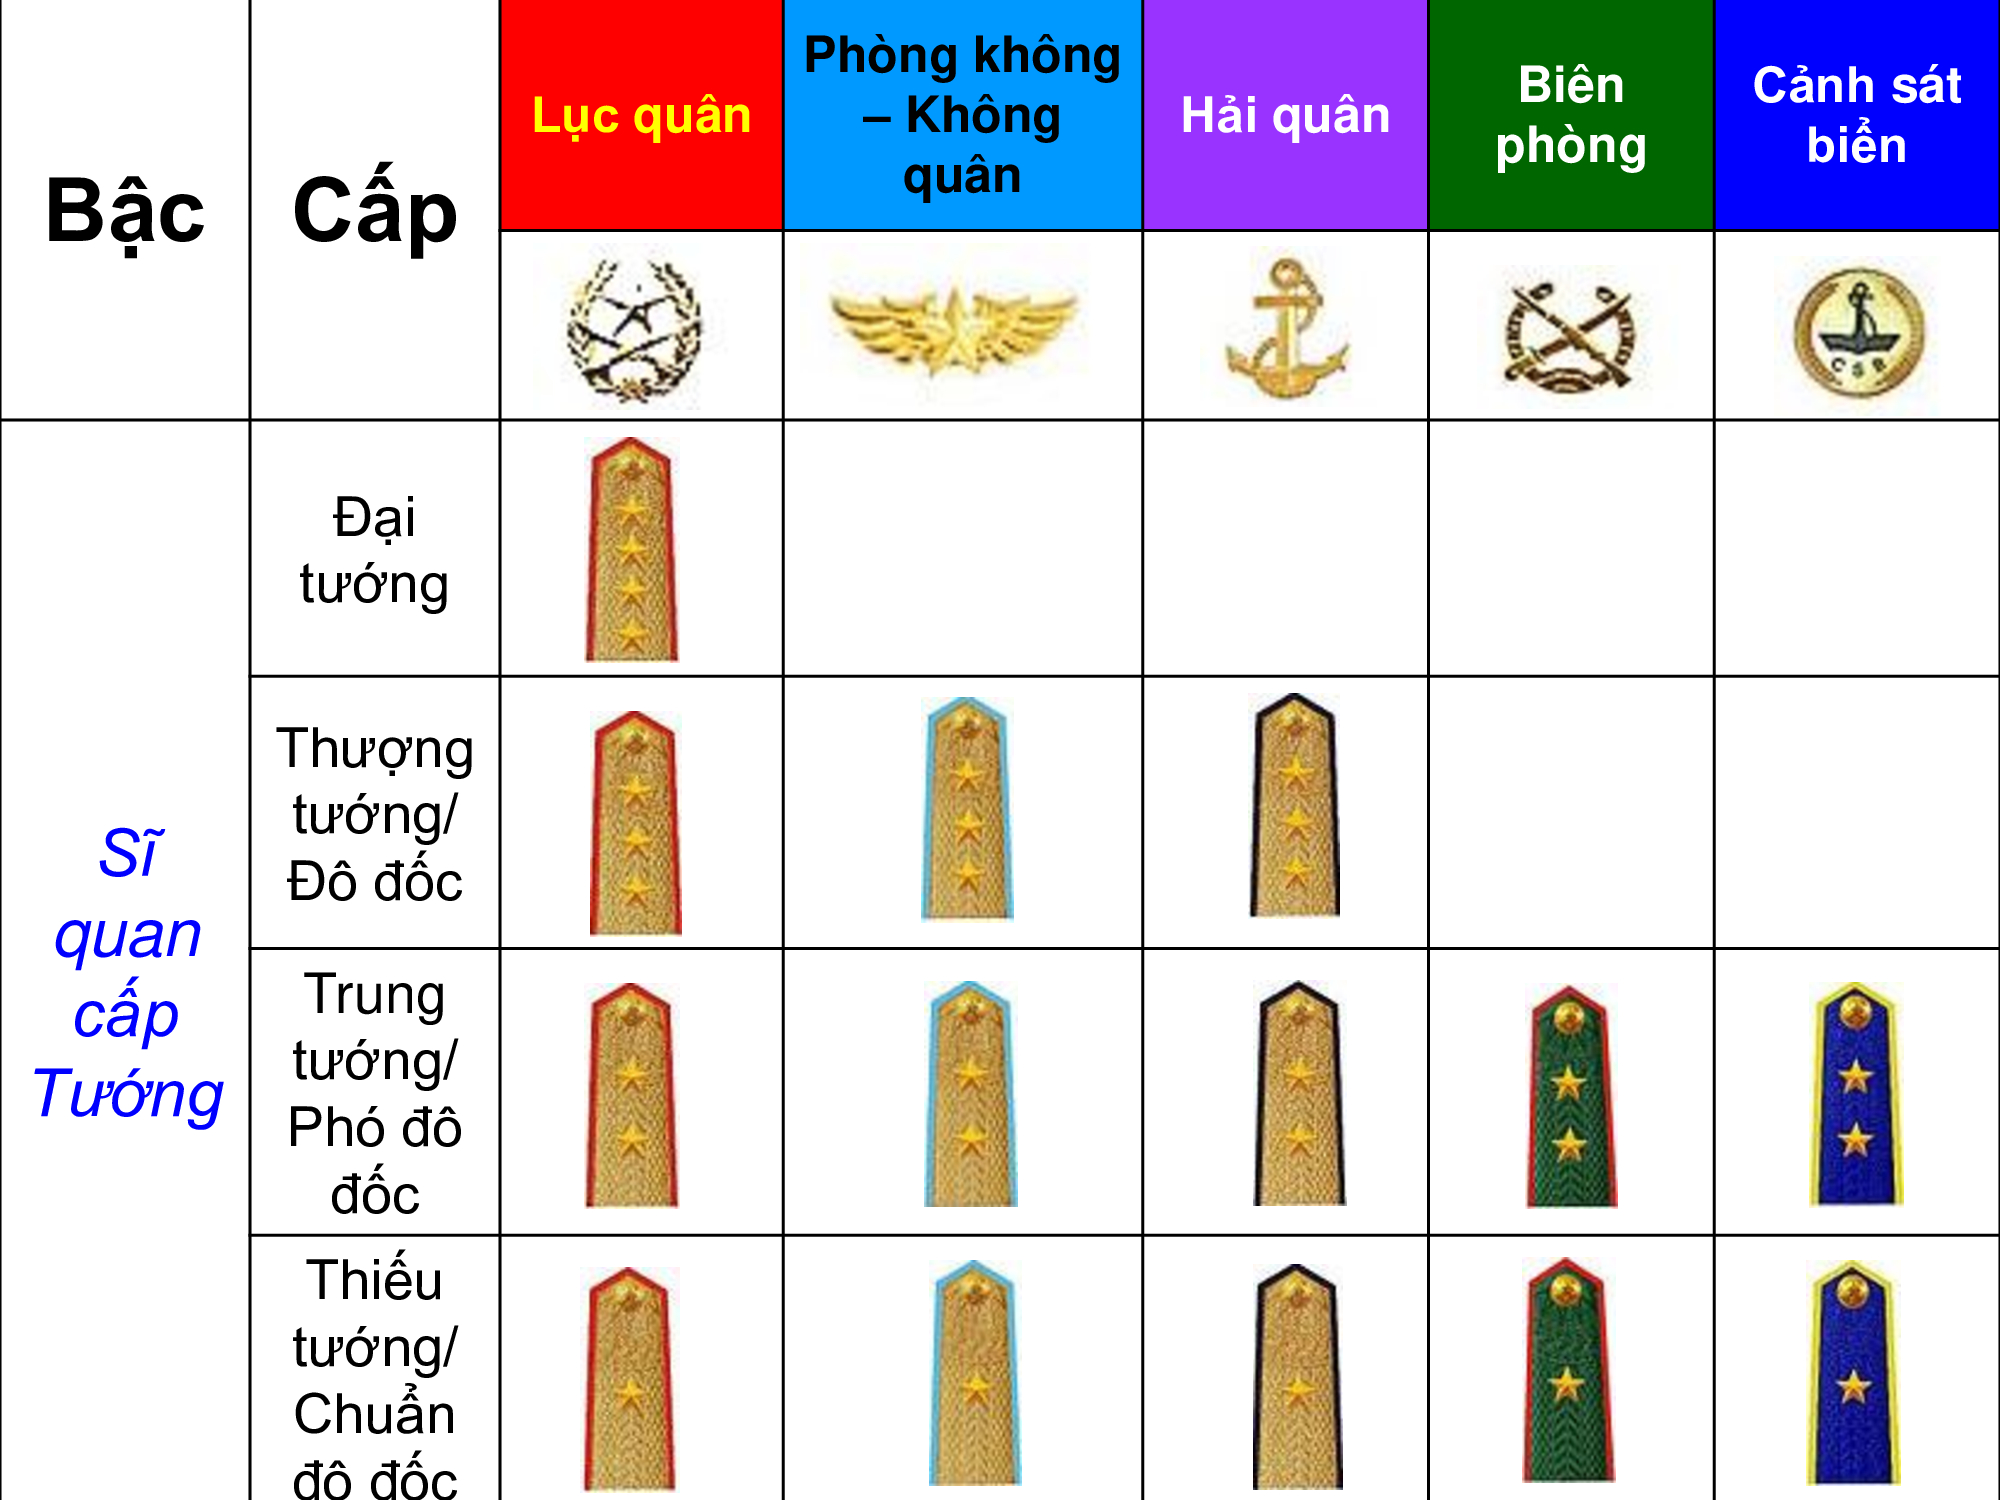 Bậc
Cấp
Lục quân
Phòng không
– Không
quân
Hải quân
Biên
phòng
Cảnh sát
biển
C S B
Sĩ
quan
cấp
Tướng
Đại
tướng
Thượng
tướng/
Đô đốc
Trung
tướng/
Phó đô
đốc
Thiếu
tướng/
Chuẩn
đô đốc